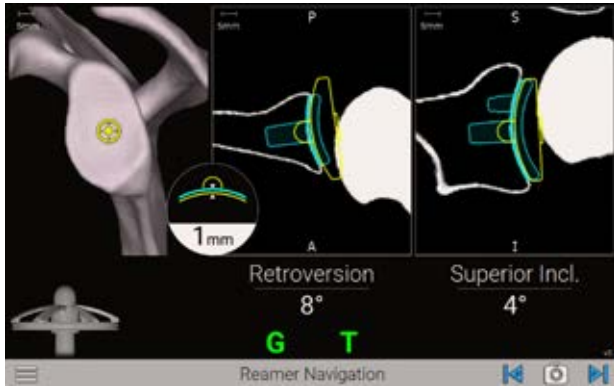 5mm
P
5mm
S
5mm
1mm
A
I
Retroversion
8°
Superior Incl.
4°
G T
Reamer Navigation